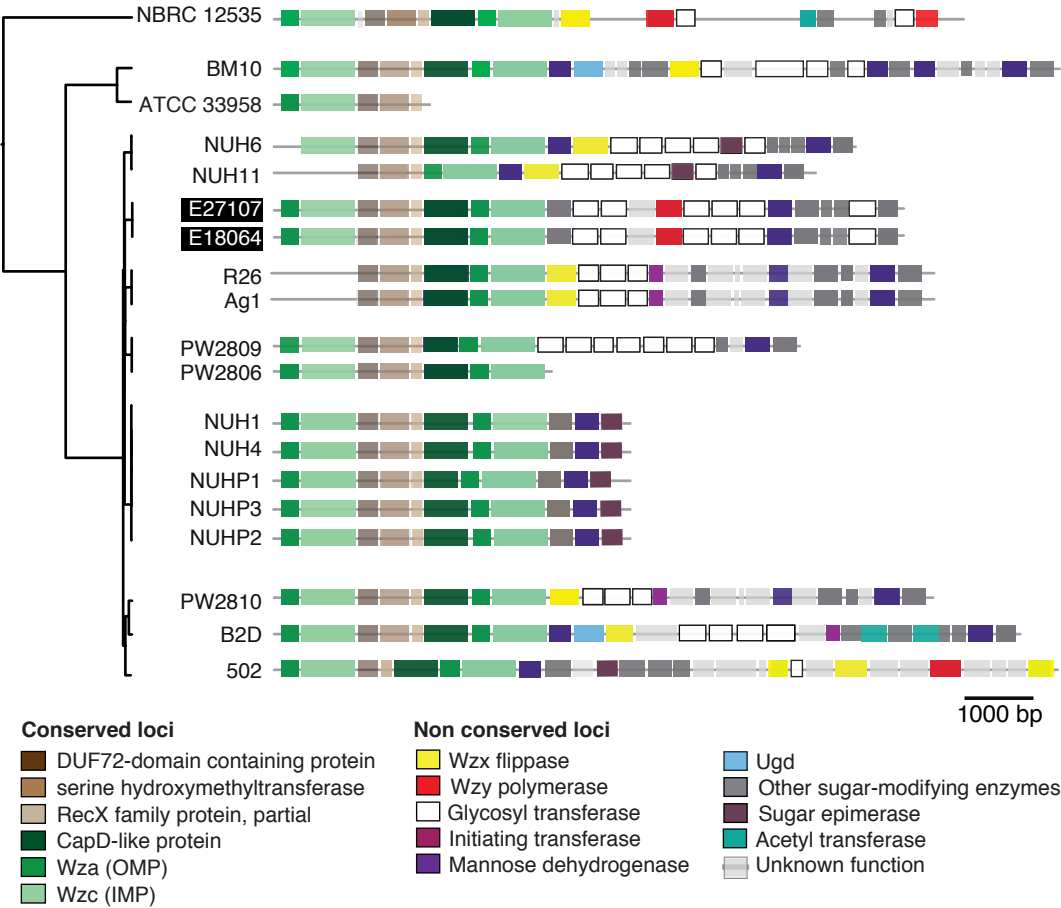 NBRC 12535
BM10
ATCC 33958
NUH6
NUH11
E27107
E18064
R26
Ag1
PW2809
PW2806
NUH1
NUH4
NUHP1
NUHP3
NUHP2
PW2810
B2D
502
1000 bp
Conserved loci
DUF72-domain containing protein
serine hydroxymethyltransferase
RecX family protein, partial
CapD-like protein
Wza (OMP)
Wzc (IMP)
Non conserved loci
Wzx flippase
Wzy polymerase
Glycosyl transferase
Initiating transferase
Mannose dehydrogenase
Ugd
Other sugar-modifying enzymes
Sugar epimerase
Acetyl transferase
Unknown function